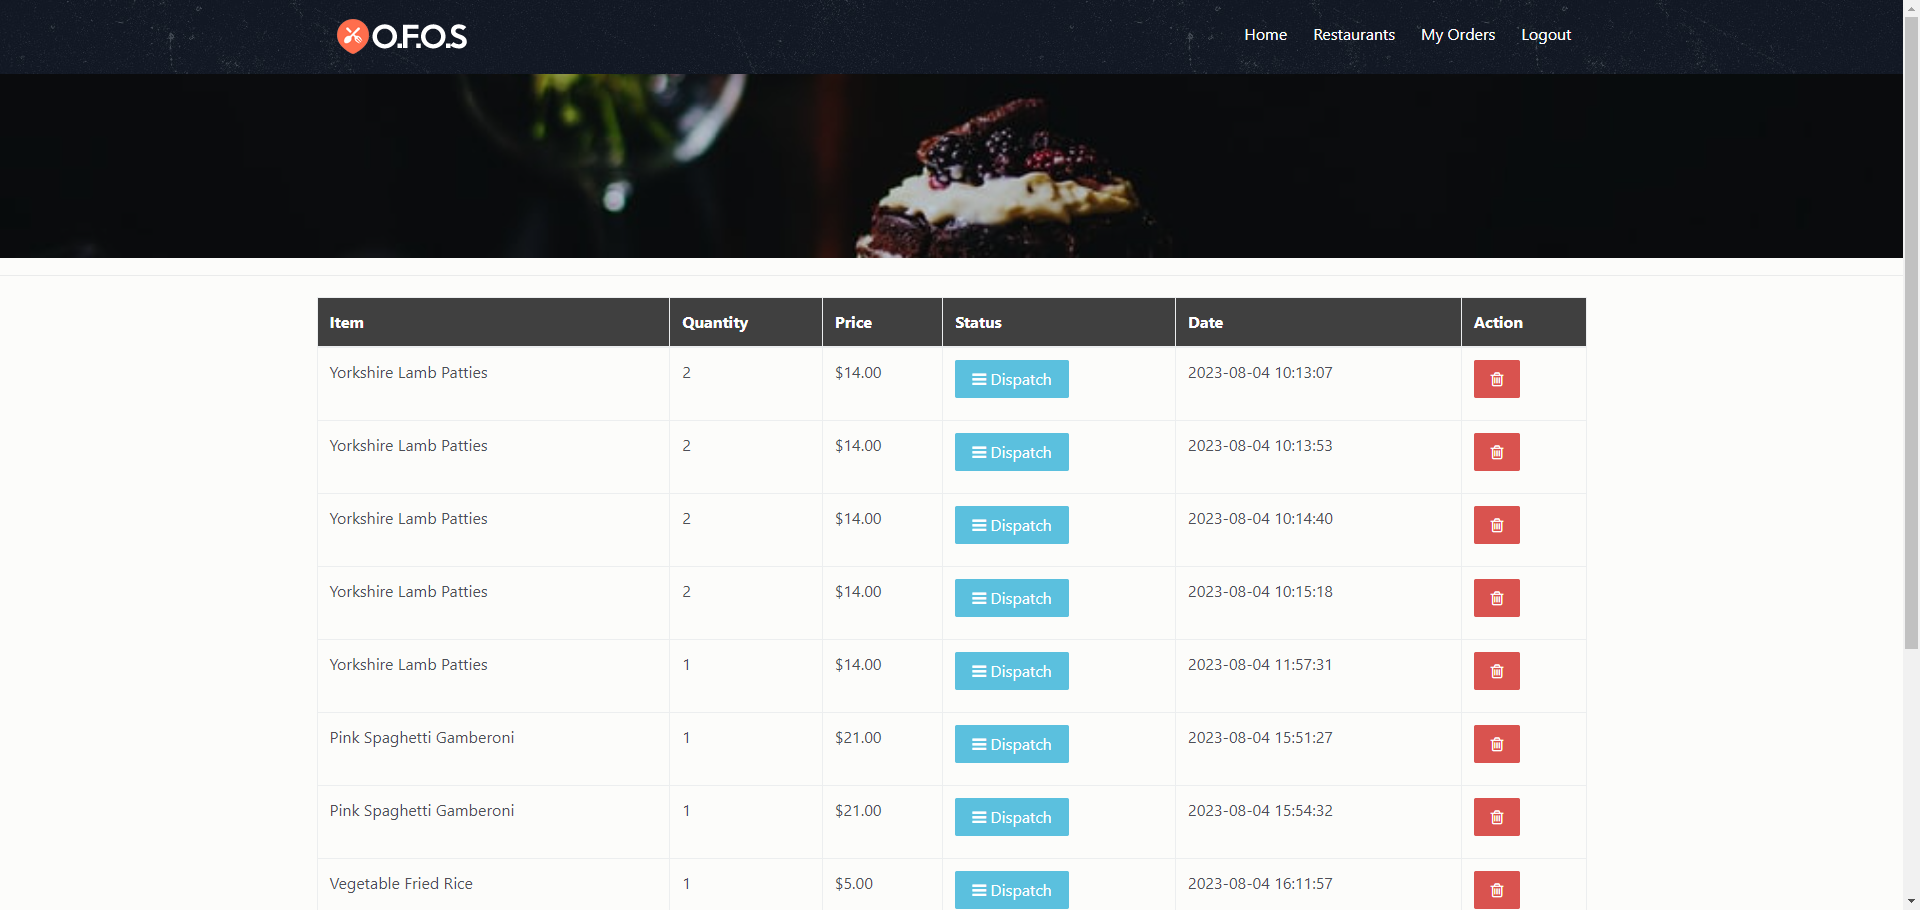 O.F.O.S
Home Restaurants My Orders Logout
Item Quantity Price Status Date Action
Yorkshire Lamb Patties 2 $14.00 Dispatch 2023-08-04 10:13:07
Yorkshire Lamb Patties 2 $14.00 Dispatch 2023-08-04 10:13:53
Yorkshire Lamb Patties 2 $14.00 Dispatch 2023-08-04 10:14:40
Yorkshire Lamb Patties 2 $14.00 Dispatch 2023-08-04 10:15:18
Yorkshire Lamb Patties 1 $14.00 Dispatch 2023-08-04 11:57:31
Pink Spaghetti Gamberoni 1 $21.00 Dispatch 2023-08-04 15:51:27
Pink Spaghetti Gamberoni 1 $21.00 Dispatch 2023-08-04 15:54:32
Vegetable Fried Rice 1 $5.00 Dispatch 2023-08-04 16:11:57